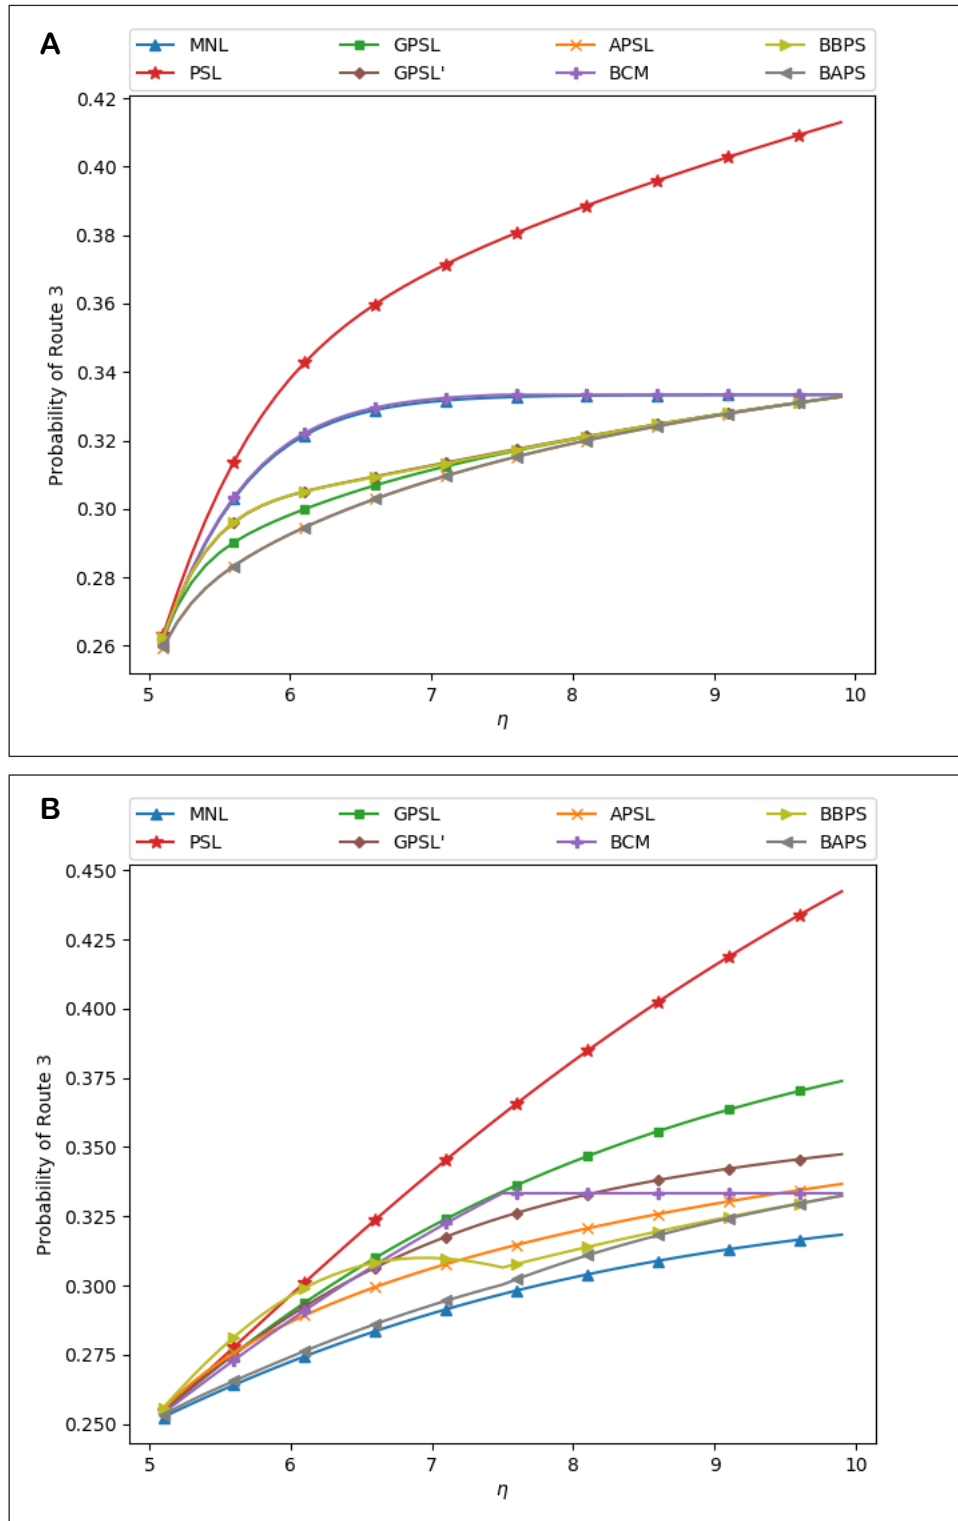 A
MNL GPSL APSL BBPS
PSL GPSL' BCM BAPS
0.42
0.40
0.38
0.36
0.34
0.32
0.30
0.28
0.26
Probability of Route 3
5 6 7 8 9 10
η
B
MNL GPSL APSL BBPS
PSL GPSL' BCM BAPS
0.450
0.425
0.400
0.375
0.350
0.325
0.300
0.275
0.250
Probability of Route 3
5 6 7 8 9 10
η